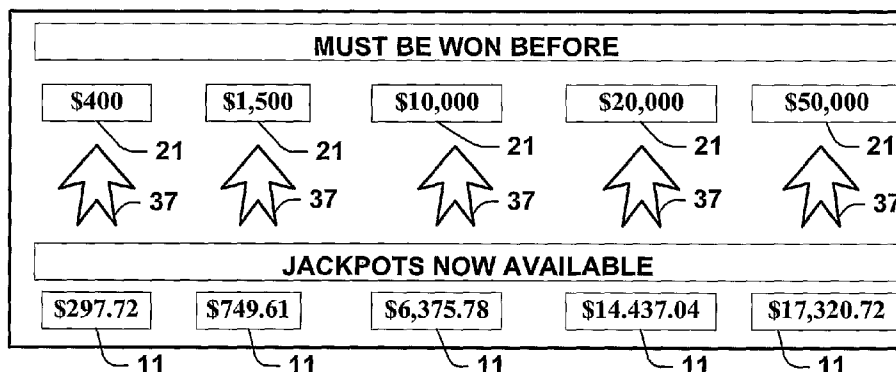 MUST BE WON BEFORE
$400 $1,500 $10,000 $20,000 $50,000
21 21 21 21 21
37 37 37 37 37
JACKPOTS NOW AVAILABLE
$297.72 $749.61 $6,375.78 $14.437.04 $17,320.72
11 11 11 11 11